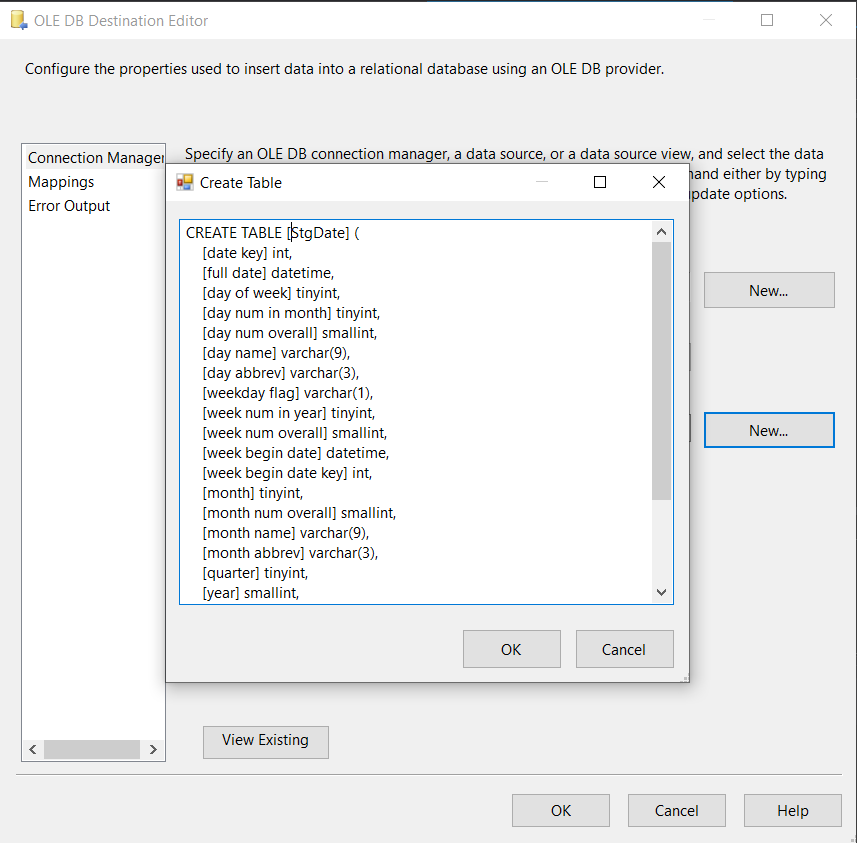 OLE DB Destination Editor
Configure the properties used to insert data into a relational database using an OLE DB provider.
Connection Manager
Mappings
Error Output
Specify an OLE DB connection manager, a data source, or a data source view, and select the data
mand either by typing
update options.
New...
New...
Create Table
CREATE TABLE [StgDate] (
[date key] int,
[full date] datetime,
[day of week] tinyint,
[day num in month] tinyint,
[day num overall] smallint,
[day name] varchar(9),
[day abbrev] varchar(3),
[weekday flag] varchar(1),
[week num in year] tinyint,
[week num overall] smallint,
[week begin date] datetime,
[week begin date key] int,
[month] tinyint,
[month num overall] smallint,
[month name] varchar(9),
[month abbrev] varchar(3),
[quarter] tinyint,
[year] smallint,
OK
Cancel
View Existing
OK
Cancel
Help